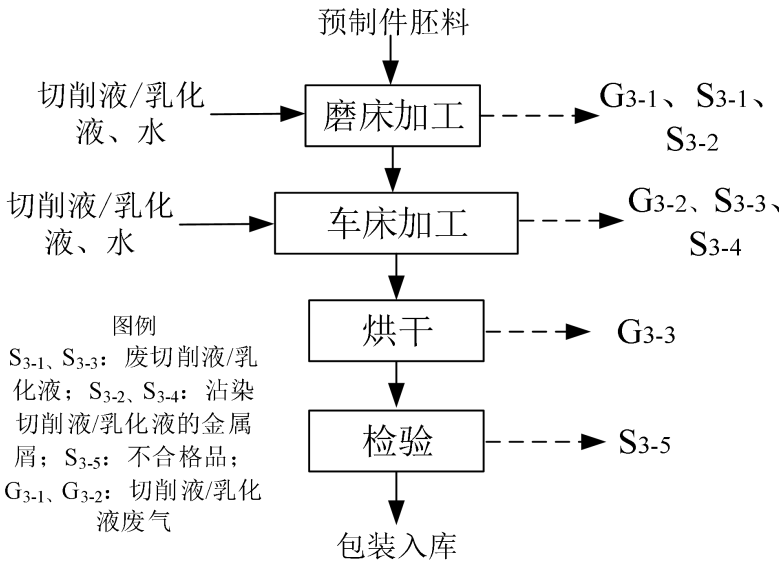 预制件胚料
切削液/乳化
液、水
磨床加工
G3-1、S3-1、
S3-2
切削液/乳化
液、水
车床加工
G3-2、S3-3、
S3-4
烘干
G3-3
图例
S3-1、S3-3：废切削液/乳
化液；S3-2、S3-4：沾染
切削液/乳化液的金属
屑；S3-5：不合格品；
G3-1、G3-2：切削液/乳化
液废气
检验
S3-5
包装入库